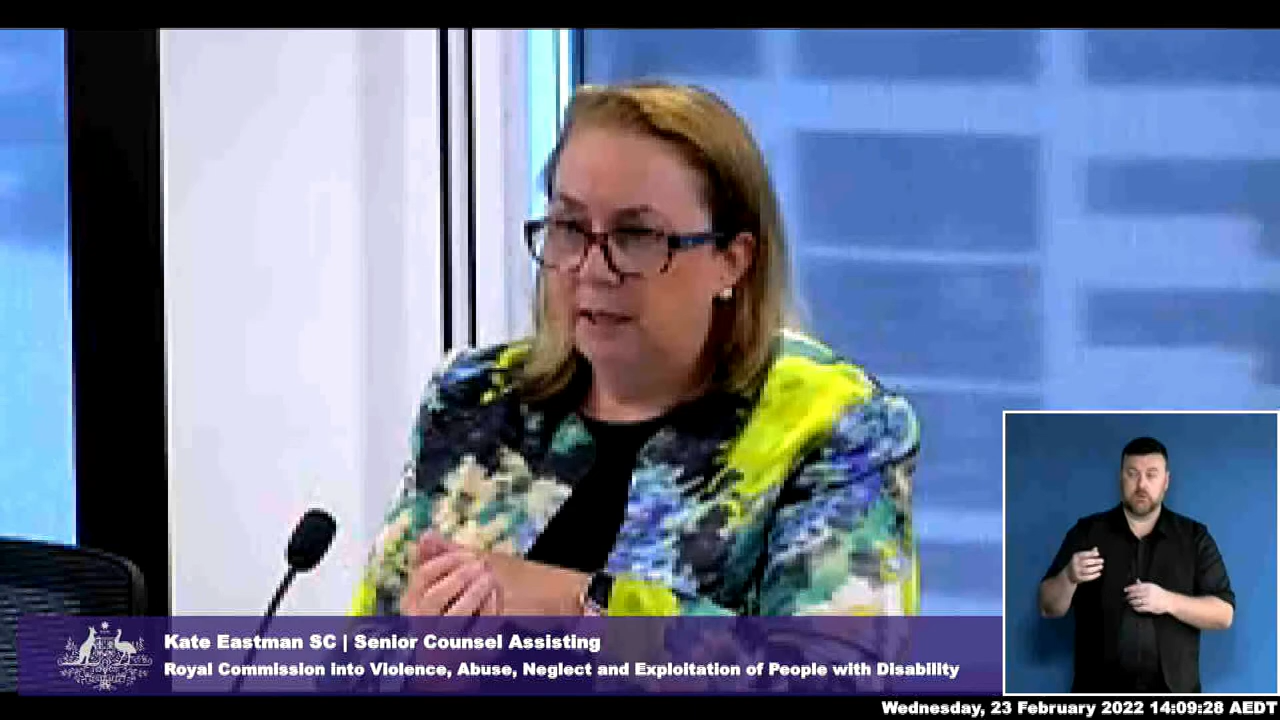 Kate Eastman SC | Senior Counsel Assisting
Royal Commission into Violence, Abuse, Neglect and Exploitation of People with Disability
Wednesday, 23 February 2022 14:09:28 AEDT